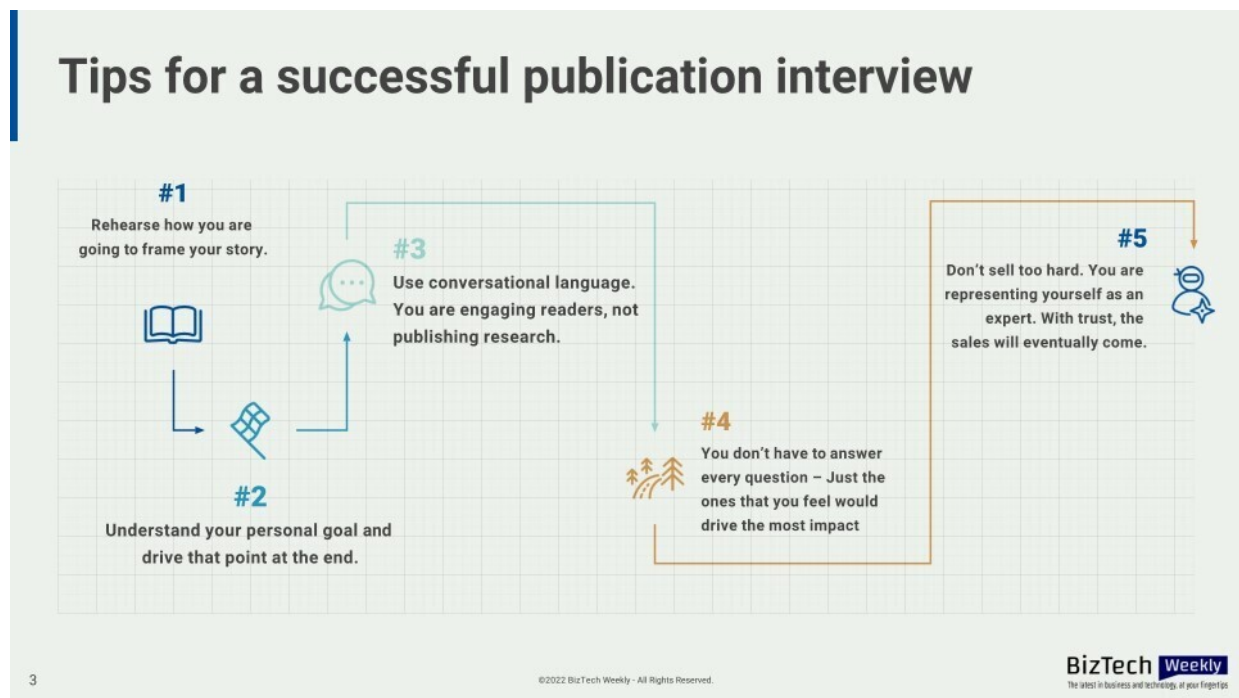 Tips for a successful publication interview
#1
Rehearse how you are
going to frame your story.
#2
Understand your personal goal and
drive that point at the end.
#3
Use conversational language.
You are engaging readers, not
publishing research.
#4
You don’t have to answer
every question – Just the
ones that you feel would
drive the most impact
#5
Don’t sell too hard. You are
representing yourself as an
expert. With trust, the
sales will eventually come.
3
©2022 BizTech Weekly - All Rights Reserved.
BizTech Weekly
The latest in business and technology, at your fingertips